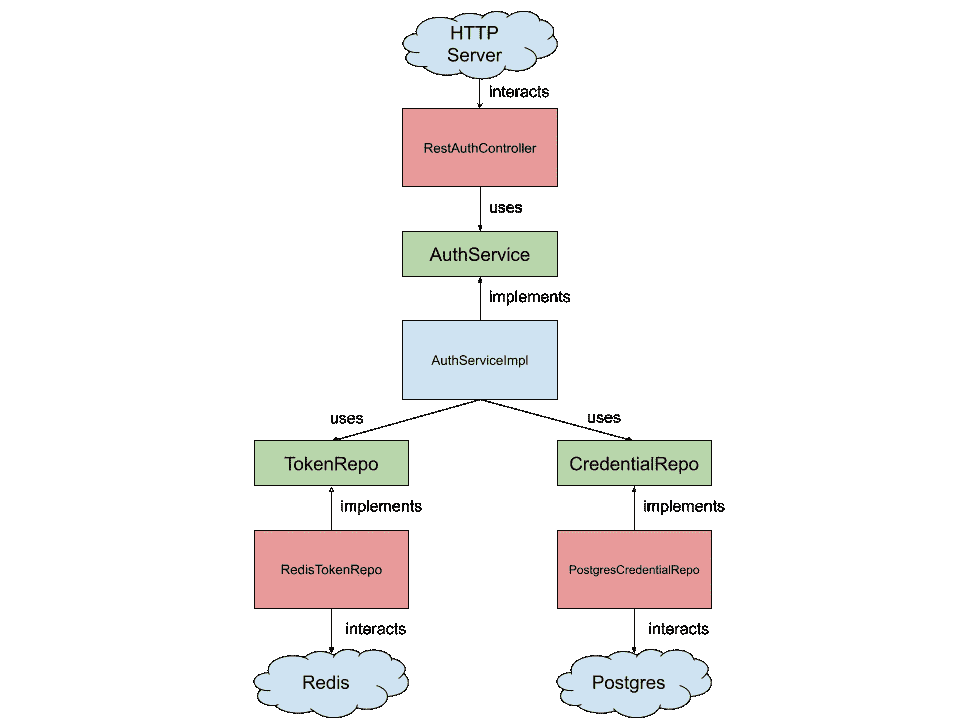 HTTP
Server
interacts
RestAuthController
uses
AuthService
implements
AuthServiceImpl
uses
uses
TokenRepo
CredentialRepo
implements
implements
RedisTokenRepo
PostgresCredentialRepo
interacts
interacts
Redis
Postgres